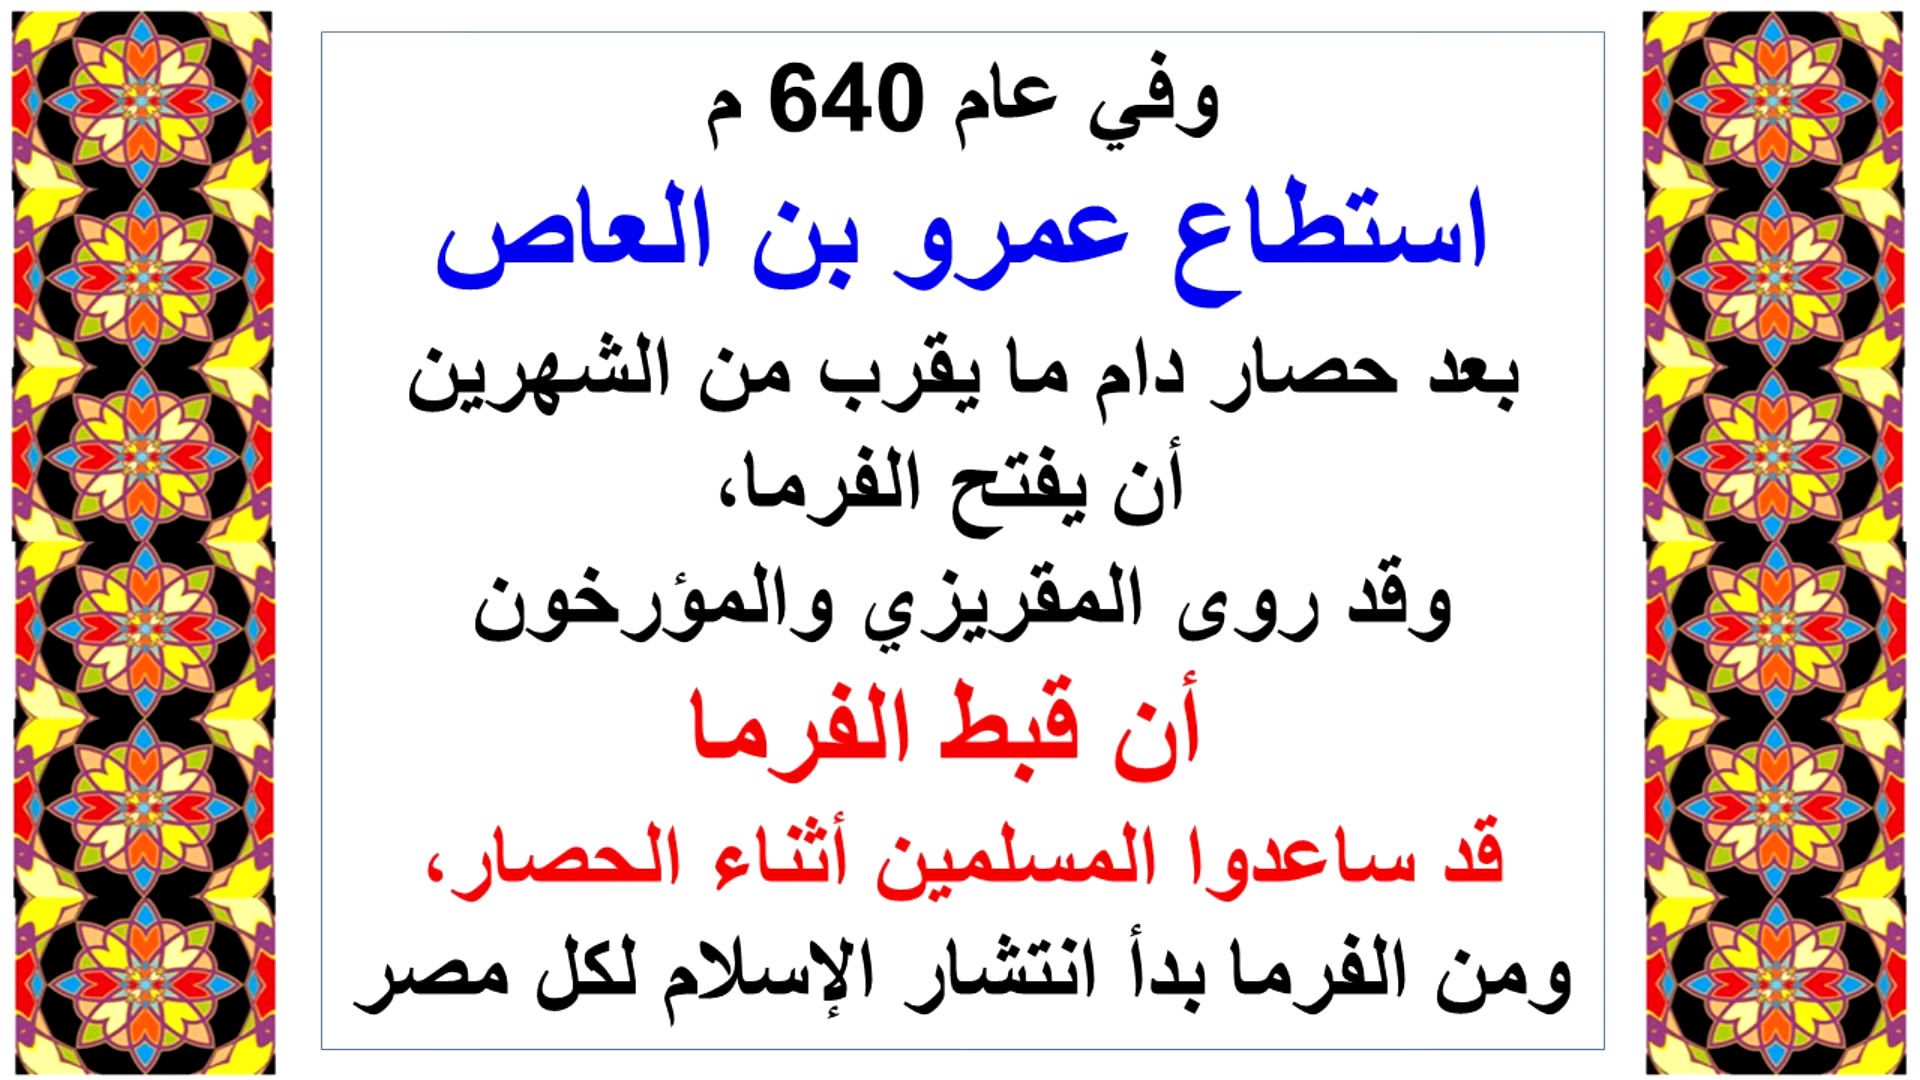 وفي عام 640 م
استطاع عمرو بن العاص
بعد حصار دام ما يقرب من الشهرين
أن يفتح الفرما،
وقد روى المقريزي والمؤرخون
أن قبط الفرما
قد ساعدوا المسلمين أثناء الحصار،
ومن الفرما بدأ انتشار الإسلام لكل مصر